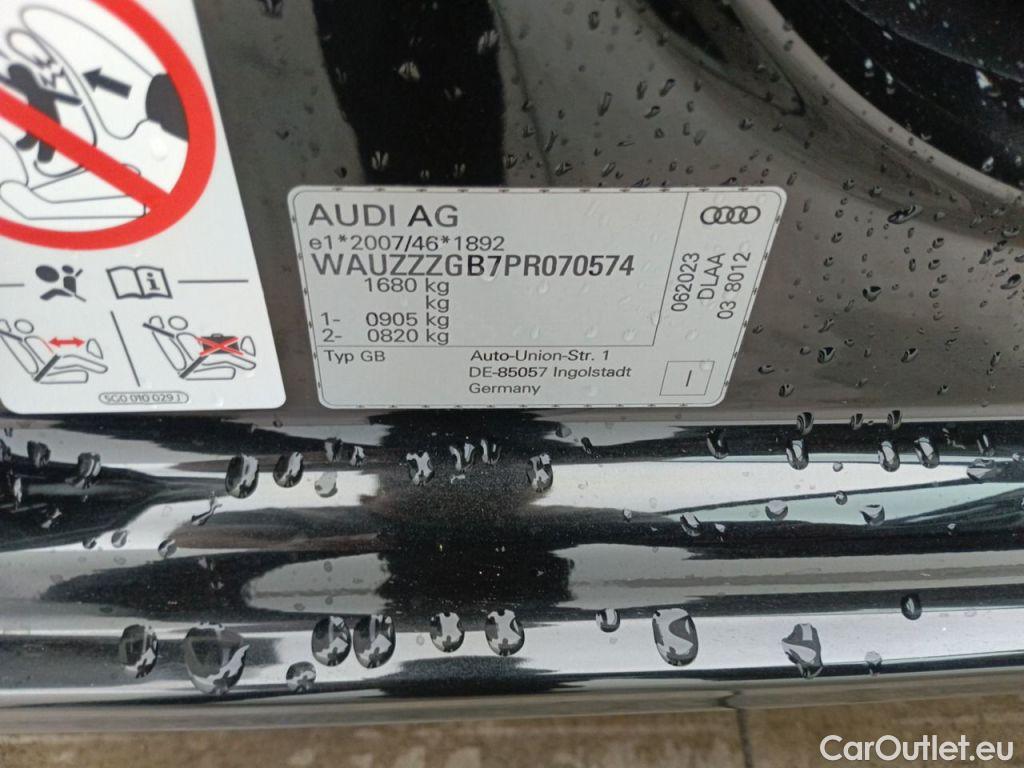 AUDI AG
e1*2007/46*1892
WAUZZZGB7PR070574
1680 kg
kg
1- 0905 kg
2- 0820 kg
062023
DLAA
03 8012
Typ GB
Auto-Union-Str. 1
DE-85057 Ingolstadt
Germany
I
i
5G0 010 029 J
CarOutlet.eu